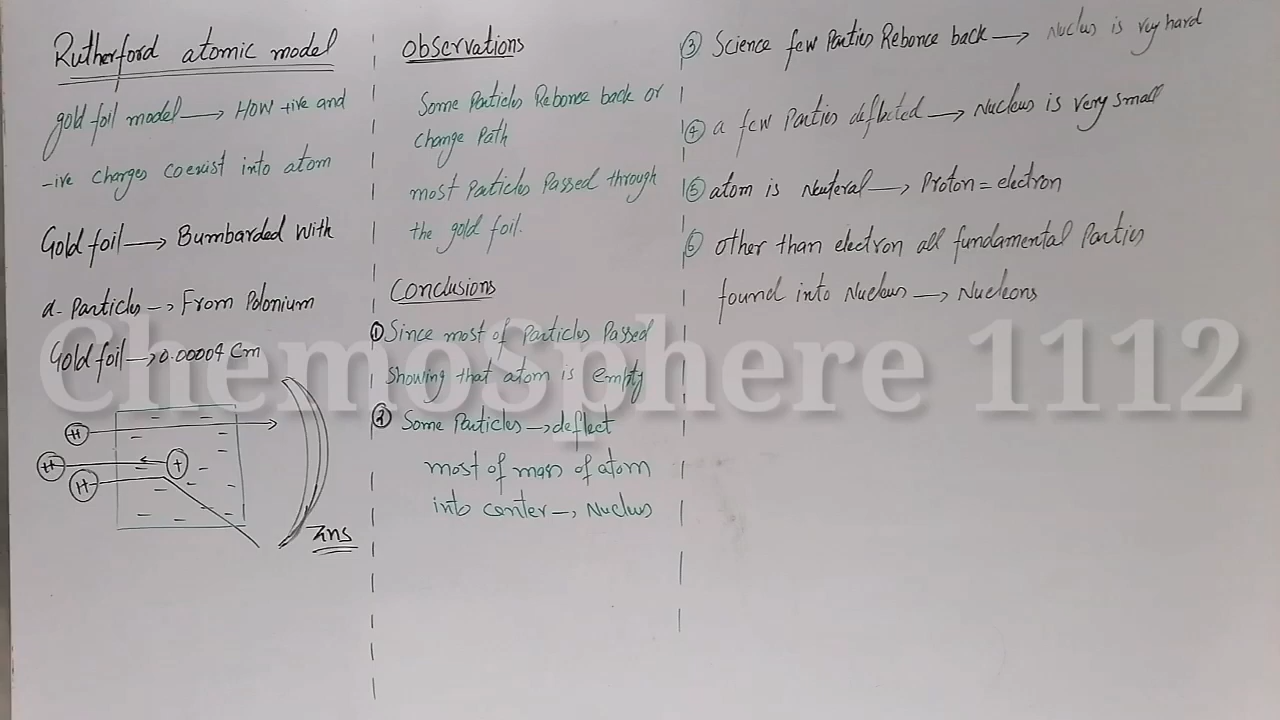 Rutherford atomic model
gold foil model → How +ive and
-ive charges coexist into atom
Gold foil → Bumbarded with
α- Particles → From Polonium
Gold foil → 0.00004 Cm
H
H
H
+
Zns
Observations
Some Particles Rebonce back or
change Path
most Particles Passed through
the gold foil.
Conclusions
① Since most of Particles Passed
showing that atom is empty
② Some Particles → deflect
most of mass of atom
into center → Nucleus
③ Science few Parties Rebonce back → Nucleus is very hard
④ a few Parties deflected → Nucleus is very small
⑤ atom is Neuteral → Proton = electron
⑥ other than electron all fundamental Parties
found into Nucleus → Nucleons
ChemoSphere 1112